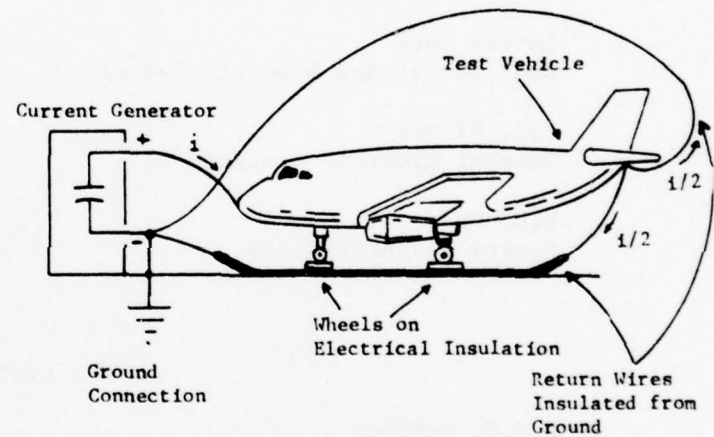 Test Vehicle
Current Generator
+
i
i/2
i/2
-
Wheels on
Electrical Insulation
Ground
Connection
Return Wires
Insulated from
Ground